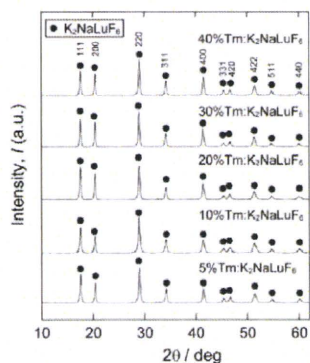 K₂NaLuF₆
111
200
220
311
400
331
420
422
511
440
40%Tm:K₂NaLuF₆
30%Tm:K₂NaLuF₆
20%Tm:K₂NaLuF₆
10%Tm:K₂NaLuF₆
5%Tm:K₂NaLuF₆
Intensity, I (a.u.)
10 20 30 40 50 60
2θ / deg